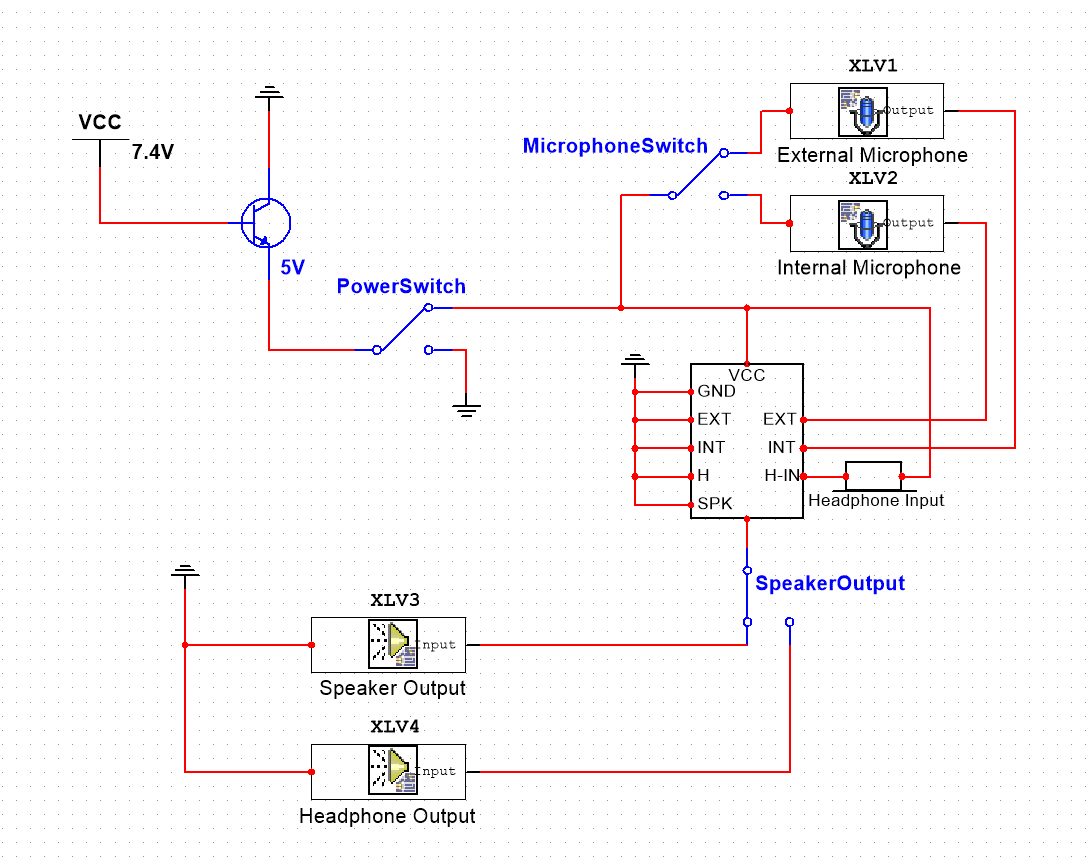 XLV1
Output
External Microphone
VCC
7.4V
MicrophoneSwitch
XLV2
Output
Internal Microphone
5V
PowerSwitch
VCC
GND
EXT
EXT
INT
INT
H
H-IN
SPK
Headphone Input
SpeakerOutput
XLV3
Input
Speaker Output
XLV4
Input
Headphone Output